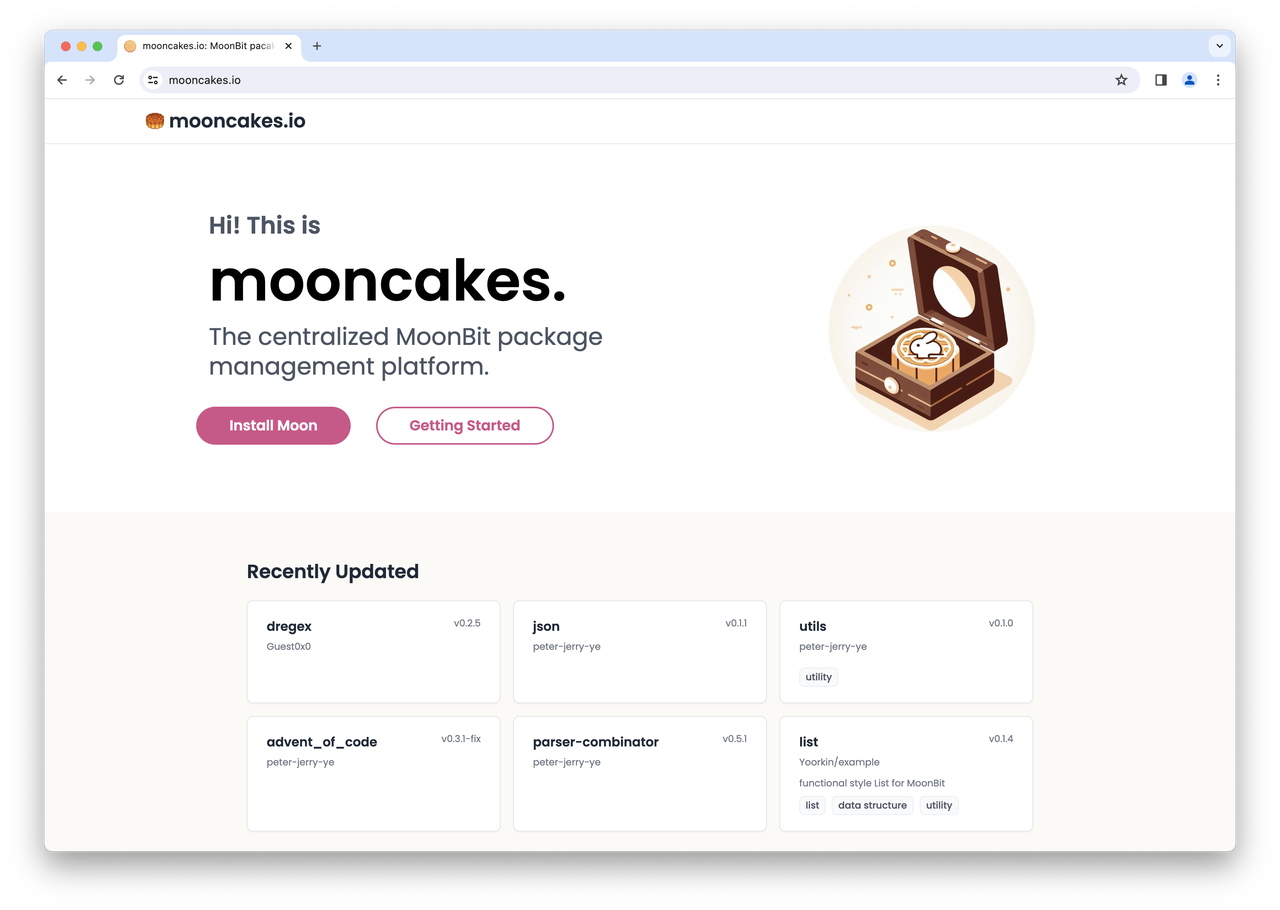 mooncakes.io: MoonBit paca
mooncakes.io
mooncakes.io
Hi! This is
mooncakes.
The centralized MoonBit package
management platform.
Install Moon
Getting Started
Recently Updated
dregex
v0.2.5
Guest0x0
json
v0.1.1
peter-jerry-ye
utils
v0.1.0
peter-jerry-ye
utility
advent_of_code
v0.3.1-fix
peter-jerry-ye
parser-combinator
v0.5.1
peter-jerry-ye
list
v0.1.4
Yoorkin/example
functional style List for MoonBit
list
data structure
utility